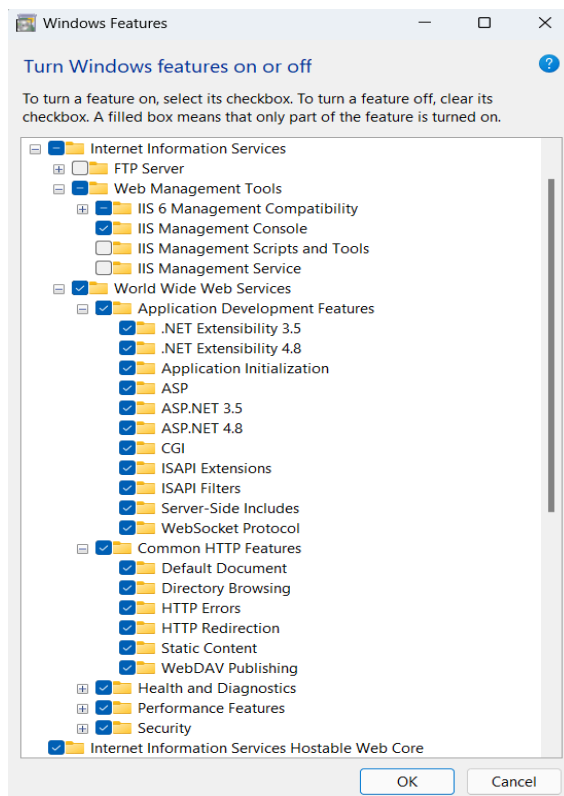 Windows Features
Turn Windows features on or off
?
To turn a feature on, select its checkbox. To turn a feature off, clear its
checkbox. A filled box means that only part of the feature is turned on.
Internet Information Services
FTP Server
Web Management Tools
IIS 6 Management Compatibility
IIS Management Console
IIS Management Scripts and Tools
IIS Management Service
World Wide Web Services
Application Development Features
.NET Extensibility 3.5
.NET Extensibility 4.8
Application Initialization
ASP
ASP.NET 3.5
ASP.NET 4.8
CGI
ISAPI Extensions
ISAPI Filters
Server-Side Includes
WebSocket Protocol
Common HTTP Features
Default Document
Directory Browsing
HTTP Errors
HTTP Redirection
Static Content
WebDAV Publishing
Health and Diagnostics
Performance Features
Security
Internet Information Services Hostable Web Core
OK
Cancel